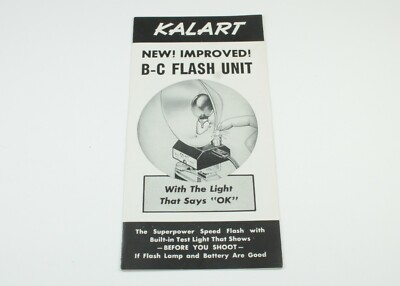 KALART
NEW! IMPROVED!
B-C FLASH UNIT
With The Light
That Says "OK"
The Superpower Speed Flash with
Built-in Test Light That Shows
—BEFORE YOU SHOOT—
If Flash Lamp and Battery Are Good